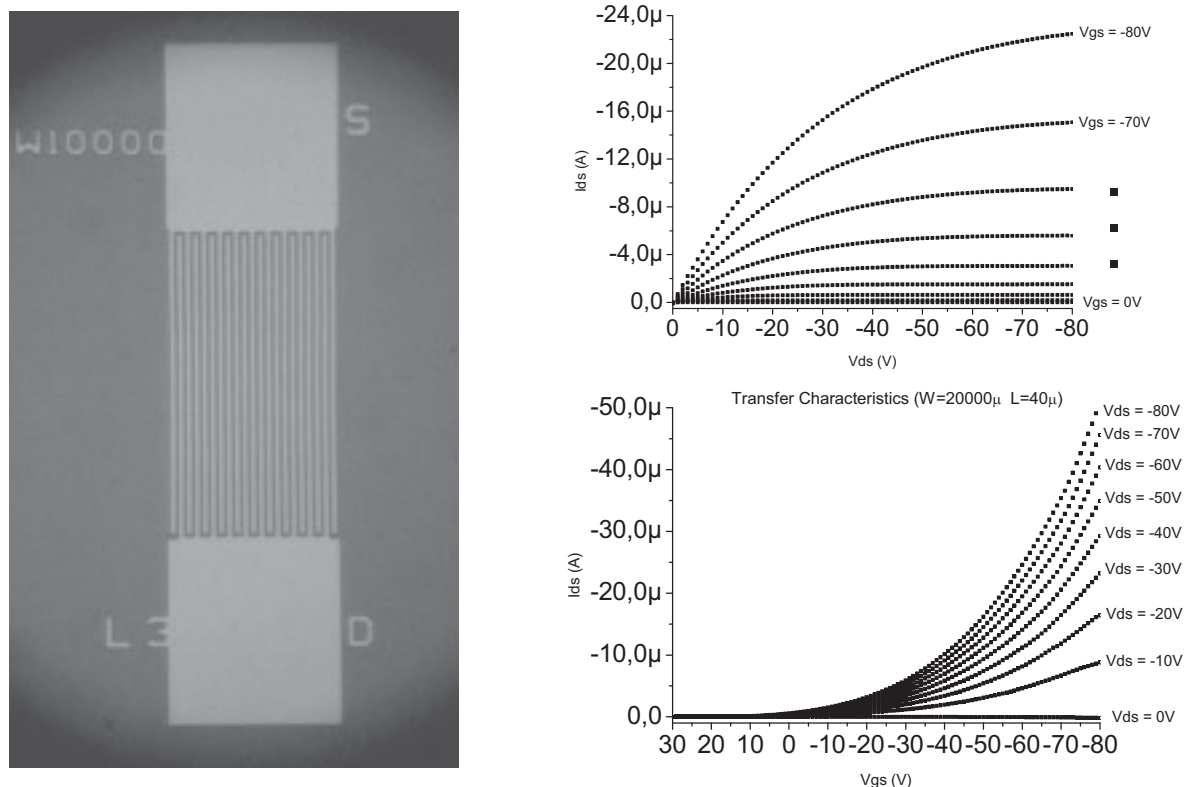 W10000
S
L 3
D
-24,0μ
-20,0μ
-16,0μ
-12,0μ
-8,0μ
-4,0μ
0,0
Ids (A)
Vgs = -80V
Vgs = -70V
Vgs = 0V
0 -10 -20 -30 -40 -50 -60 -70 -80
Vds (V)
Transfer Characteristics (W=20000μ L=40μ)
-50,0μ
-40,0μ
-30,0μ
-20,0μ
-10,0μ
0,0
Ids (A)
Vds = -80V
Vds = -70V
Vds = -60V
Vds = -50V
Vds = -40V
Vds = -30V
Vds = -20V
Vds = -10V
Vds = 0V
30 20 10 0 -10 -20 -30 -40 -50 -60 -70 -80
Vgs (V)